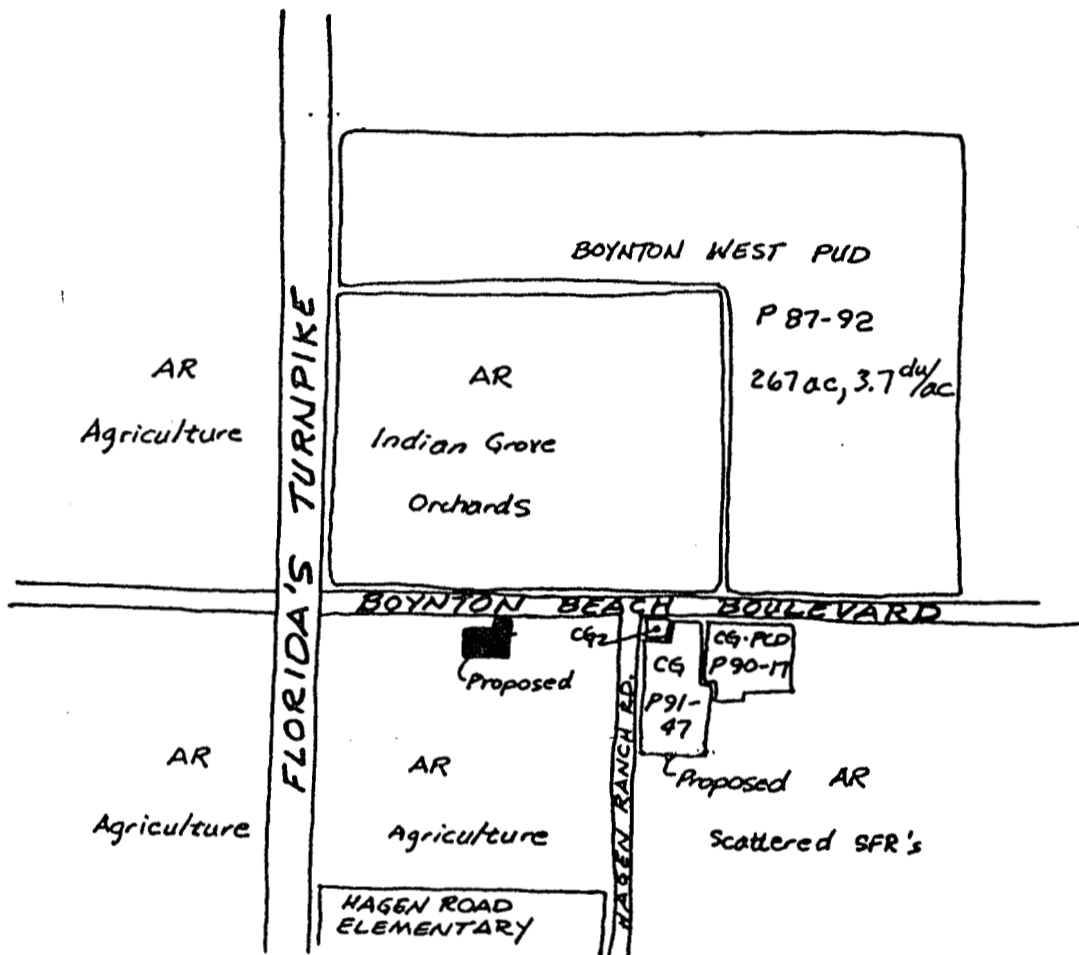 BOYNTON WEST PUD
P 87-92
267 ac, 3.7 du/ac
AR
Agriculture
FLORIDA'S TURNPIKE
AR
Indian Grove
Orchards
BOYNTON BEACH BOULEVARD
Proposed
CG2
CG
P91-
47
CG-PCD
P90-17
HAGEN RANCH RD.
Proposed
AR
Scattered SFR's
AR
Agriculture
AR
Agriculture
HAGEN ROAD
ELEMENTARY